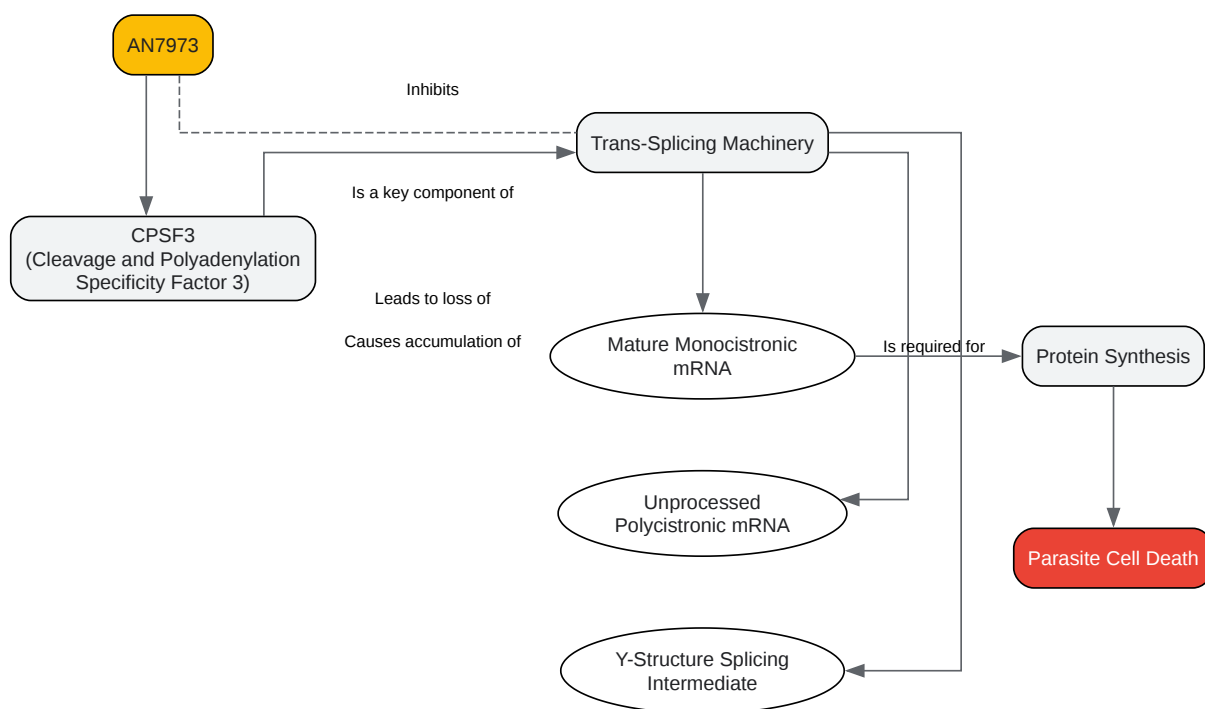 AN7973
Inhibits
Trans-Splicing Machinery
Is a key component of
CPSF3
(Cleavage and Polyadenylation
Specificity Factor 3)
Leads to loss of
Causes accumulation of
Mature Monocistronic
mRNA
Is required for
Protein Synthesis
Unprocessed
Polycistronic mRNA
Parasite Cell Death
Y-Structure Splicing
Intermediate